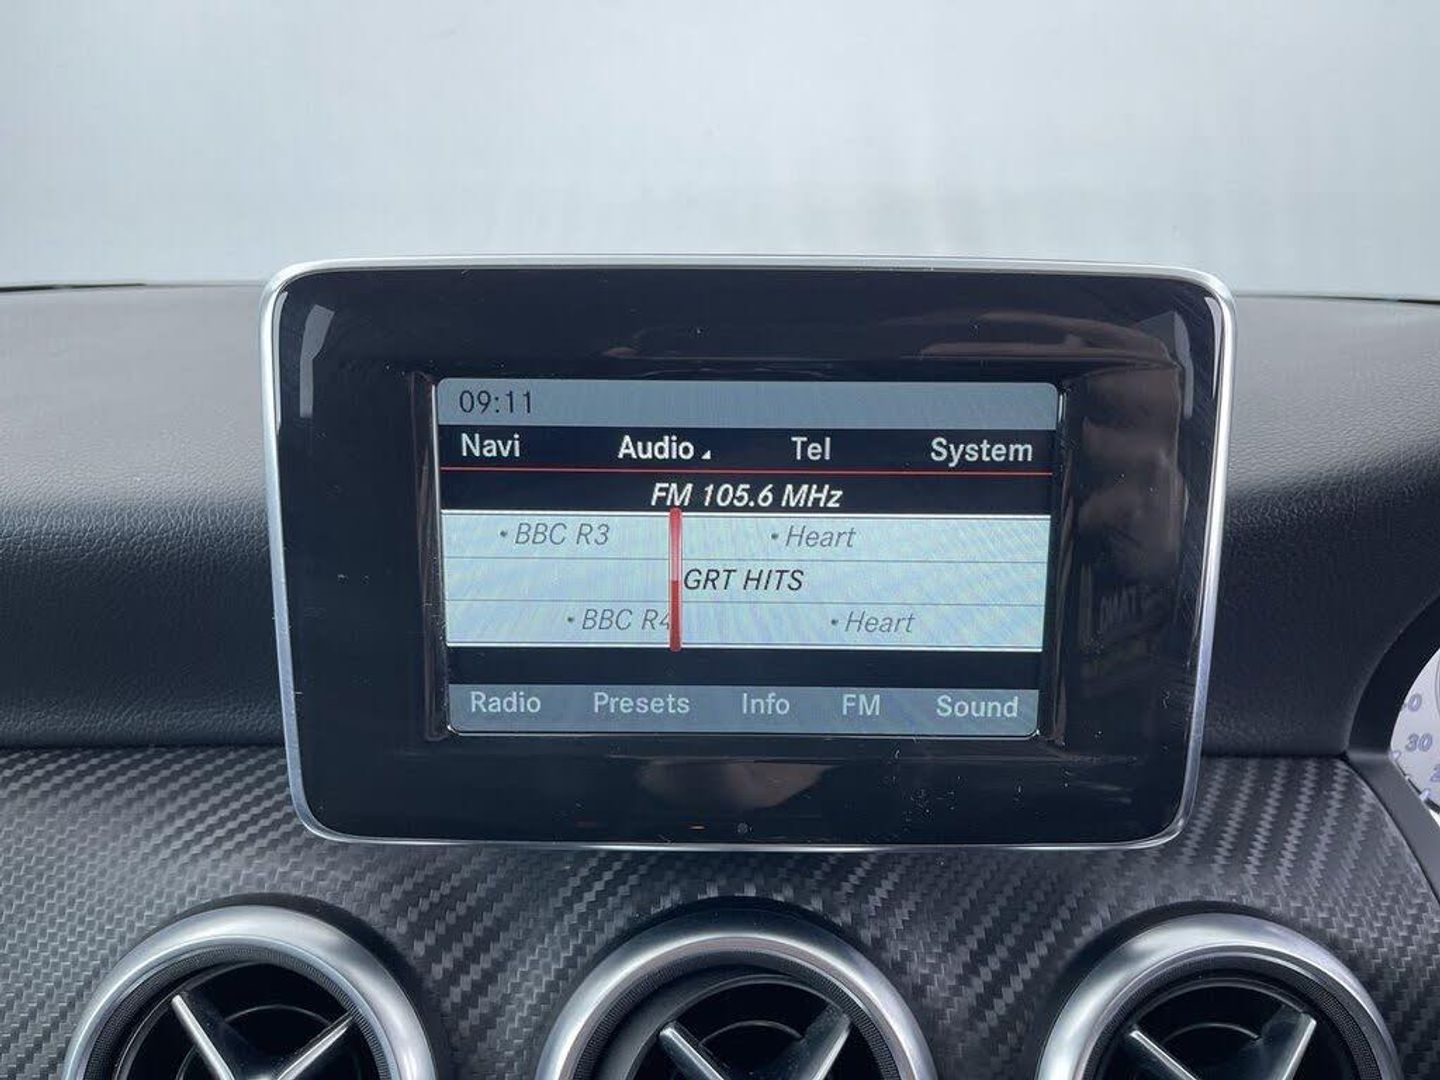 09:11
Navi Audio Tel System
FM 105.6 MHz
• BBC R3 • Heart
GRT HITS
• BBC R4 • Heart
Radio Presets Info FM Sound
30